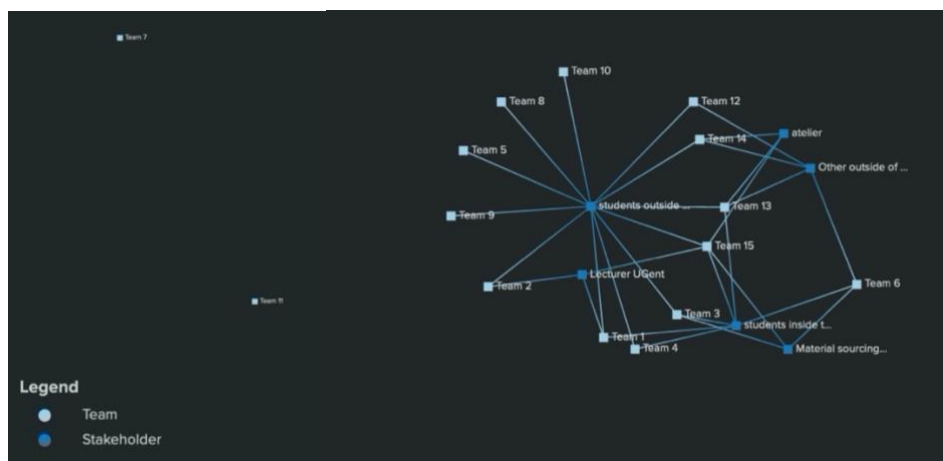 Team 7
Team 10
Team 8
Team 12
atelier
Team 14
Team 5
Other outside of ...
students outside ...
Team 13
Team 9
Team 15
Lecturer UGent
Team 6
Team 2
Team 11
Team 3
students inside t...
Team 1
Team 4
Material sourcing...
Legend
Team
Stakeholder